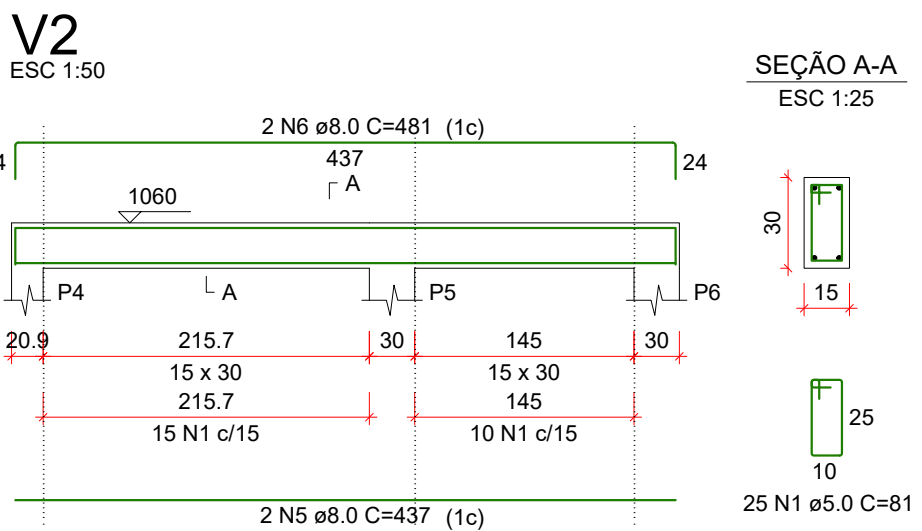 V2
ESC 1:50
SEÇÃO A-A
ESC 1:25
2 N6 ø8.0 C=481 (1c)
4
437
24
A
1060
30
15
A
P4
P5
P6
20.9
215.7
30
145
30
15 x 30
15 x 30
215.7
145
15 N1 c/15
10 N1 c/15
25
10
25 N1 ø5.0 C=81
2 N5 ø8.0 C=437 (1c)